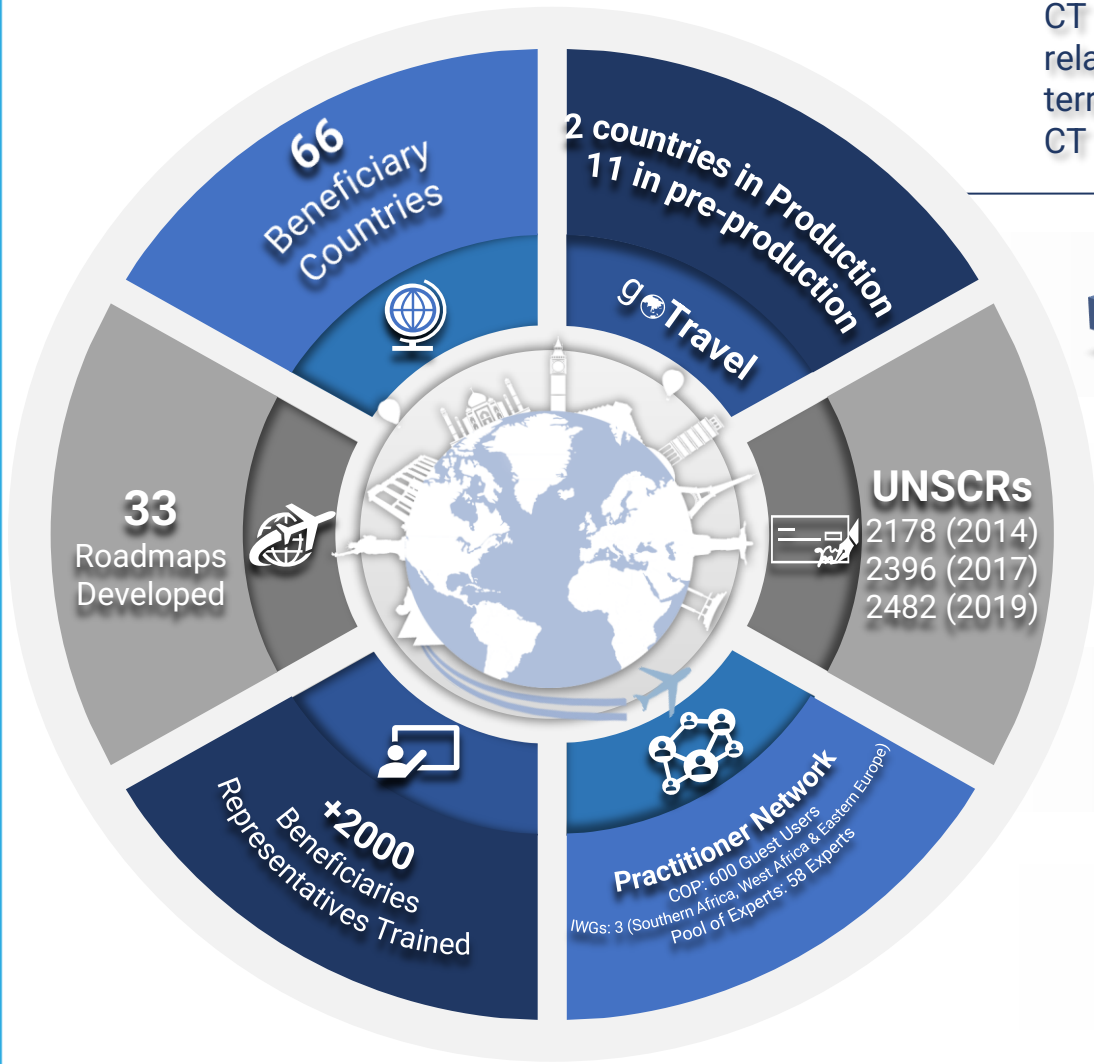 CT
66
Beneficiary
Countries
2 countries in Production
11 in pre-production
goTravel
UNSCRs
2178 (2014)
2396 (2017)
2482 (2019)
Practitioner Network
COP: 600 Guest Users
IWGs: 3 (Southern Africa, West Africa & Eastern Europe)
Pool of Experts: 58 Experts
+2000
Beneficiaries
Representatives Trained
33
Roadmaps
Developed
CT